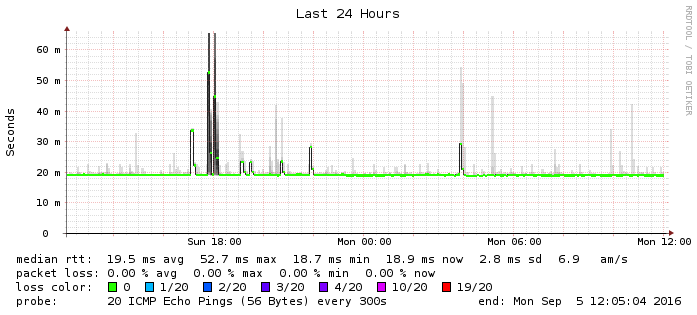 Last 24 Hours
RRDTOOL / TOBI OETIKER
Seconds
60 m
50 m
40 m
30 m
20 m
10 m
0
Sun 18:00 Mon 00:00 Mon 06:00 Mon 12:00
median rtt: 19.5 ms avg 52.7 ms max 18.7 ms min 18.9 ms now 2.8 ms sd 6.9 am/s
packet loss: 0.00 % avg 0.00 % max 0.00 % min 0.00 % now
loss color: 0 1/20 2/20 3/20 4/20 10/20 19/20
probe: 20 ICMP Echo Pings (56 Bytes) every 300s end: Mon Sep 5 12:05:04 2016